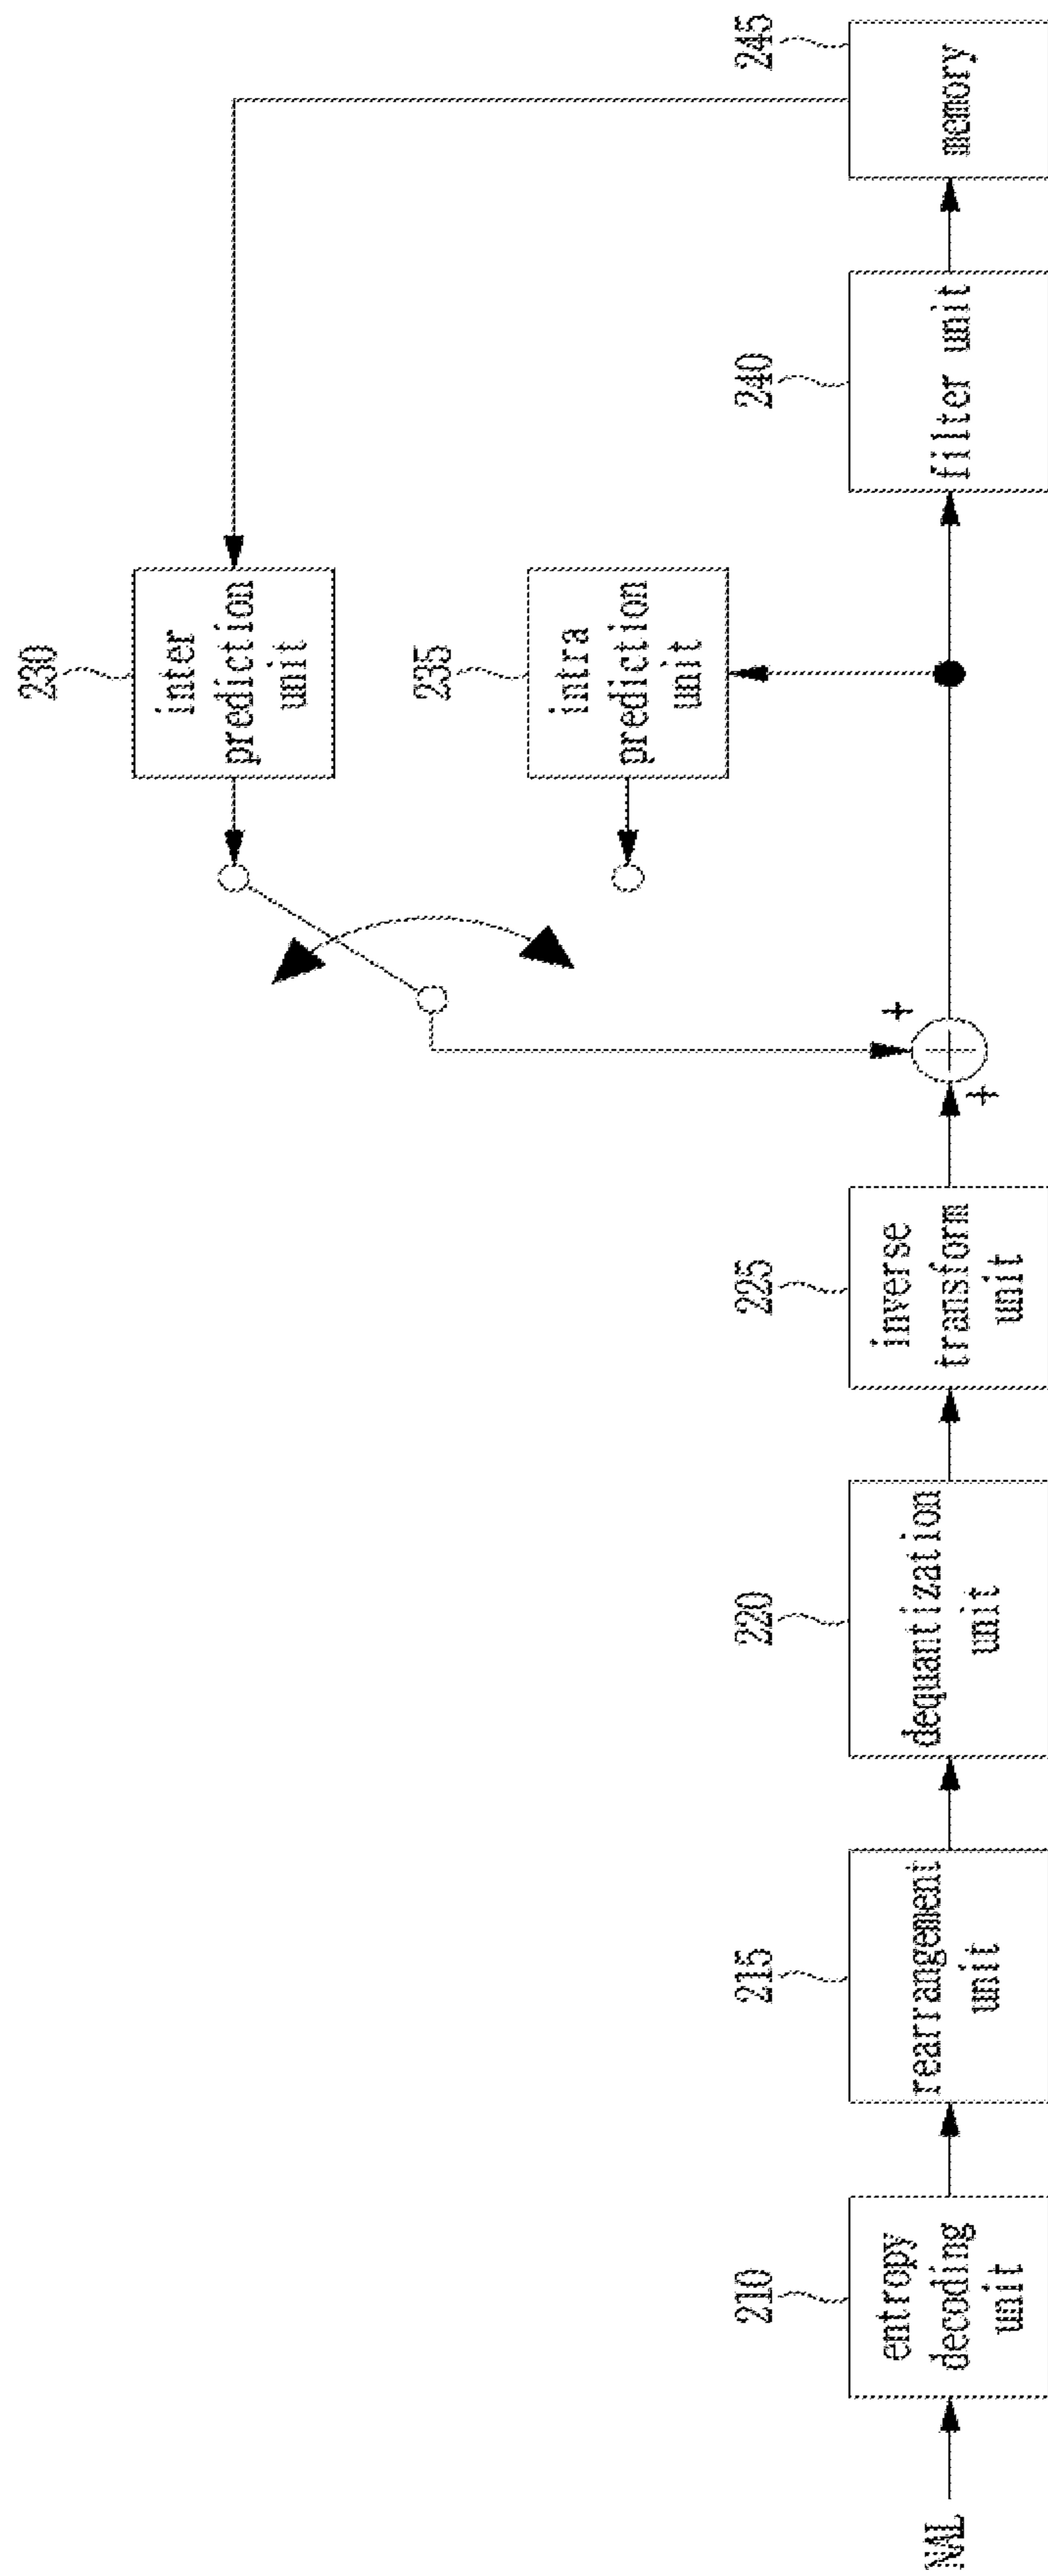 230
inter
prediction
unit
235
intra
prediction
unit
NAL
210
entropy
decoding
unit
215
rearrangement
unit
220
dequantization
unit
225
inverse
transform
unit
+
+
240
filter unit
245
memory